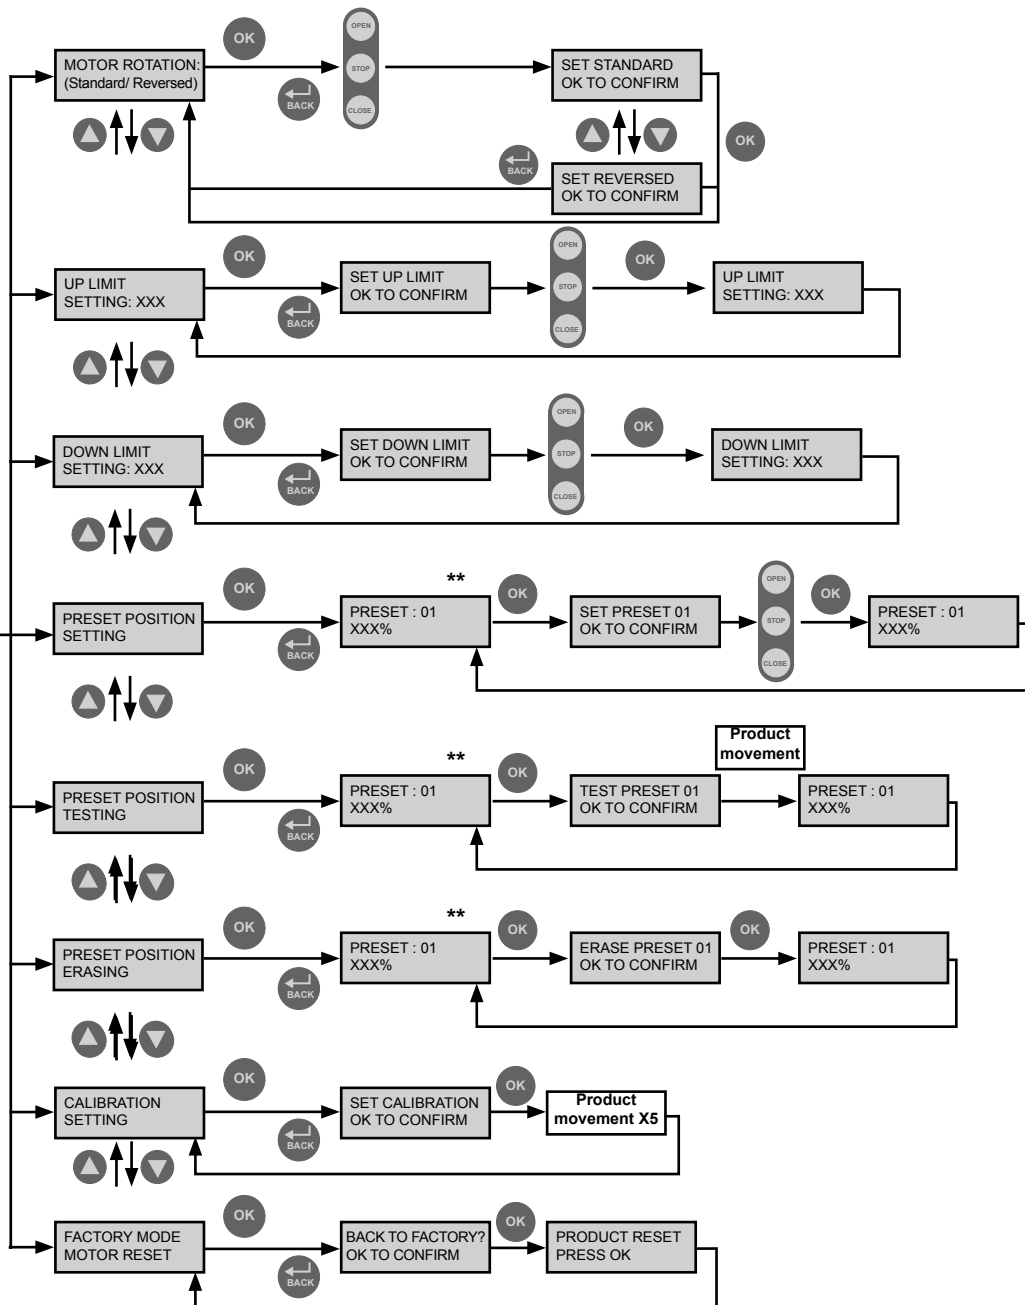 OK
OPEN
STOP
CLOSE
BACK
MOTOR ROTATION:
(Standard/ Reversed)
SET STANDARD
OK TO CONFIRM
OK
BACK
SET REVERSED
OK TO CONFIRM
OK
BACK
UP LIMIT
SETTING: XXX
SET UP LIMIT
OK TO CONFIRM
OPEN
STOP
CLOSE
OK
UP LIMIT
SETTING: XXX
OK
BACK
DOWN LIMIT
SETTING: XXX
SET DOWN LIMIT
OK TO CONFIRM
OPEN
STOP
CLOSE
OK
DOWN LIMIT
SETTING: XXX
OK
BACK
PRESET POSITION
SETTING
**
PRESET : 01
XXX%
OK
SET PRESET 01
OK TO CONFIRM
OPEN
STOP
CLOSE
OK
PRESET : 01
XXX%
OK
BACK
PRESET POSITION
TESTING
**
PRESET : 01
XXX%
OK
TEST PRESET 01
OK TO CONFIRM
Product
movement
PRESET : 01
XXX%
OK
BACK
PRESET POSITION
ERASING
**
PRESET : 01
XXX%
OK
ERASE PRESET 01
OK TO CONFIRM
OK
PRESET : 01
XXX%
OK
BACK
CALIBRATION
SETTING
SET CALIBRATION
OK TO CONFIRM
OK
Product
movement X5
OK
BACK
FACTORY MODE
MOTOR RESET
BACK TO FACTORY?
OK TO CONFIRM
OK
PRODUCT RESET
PRESS OK